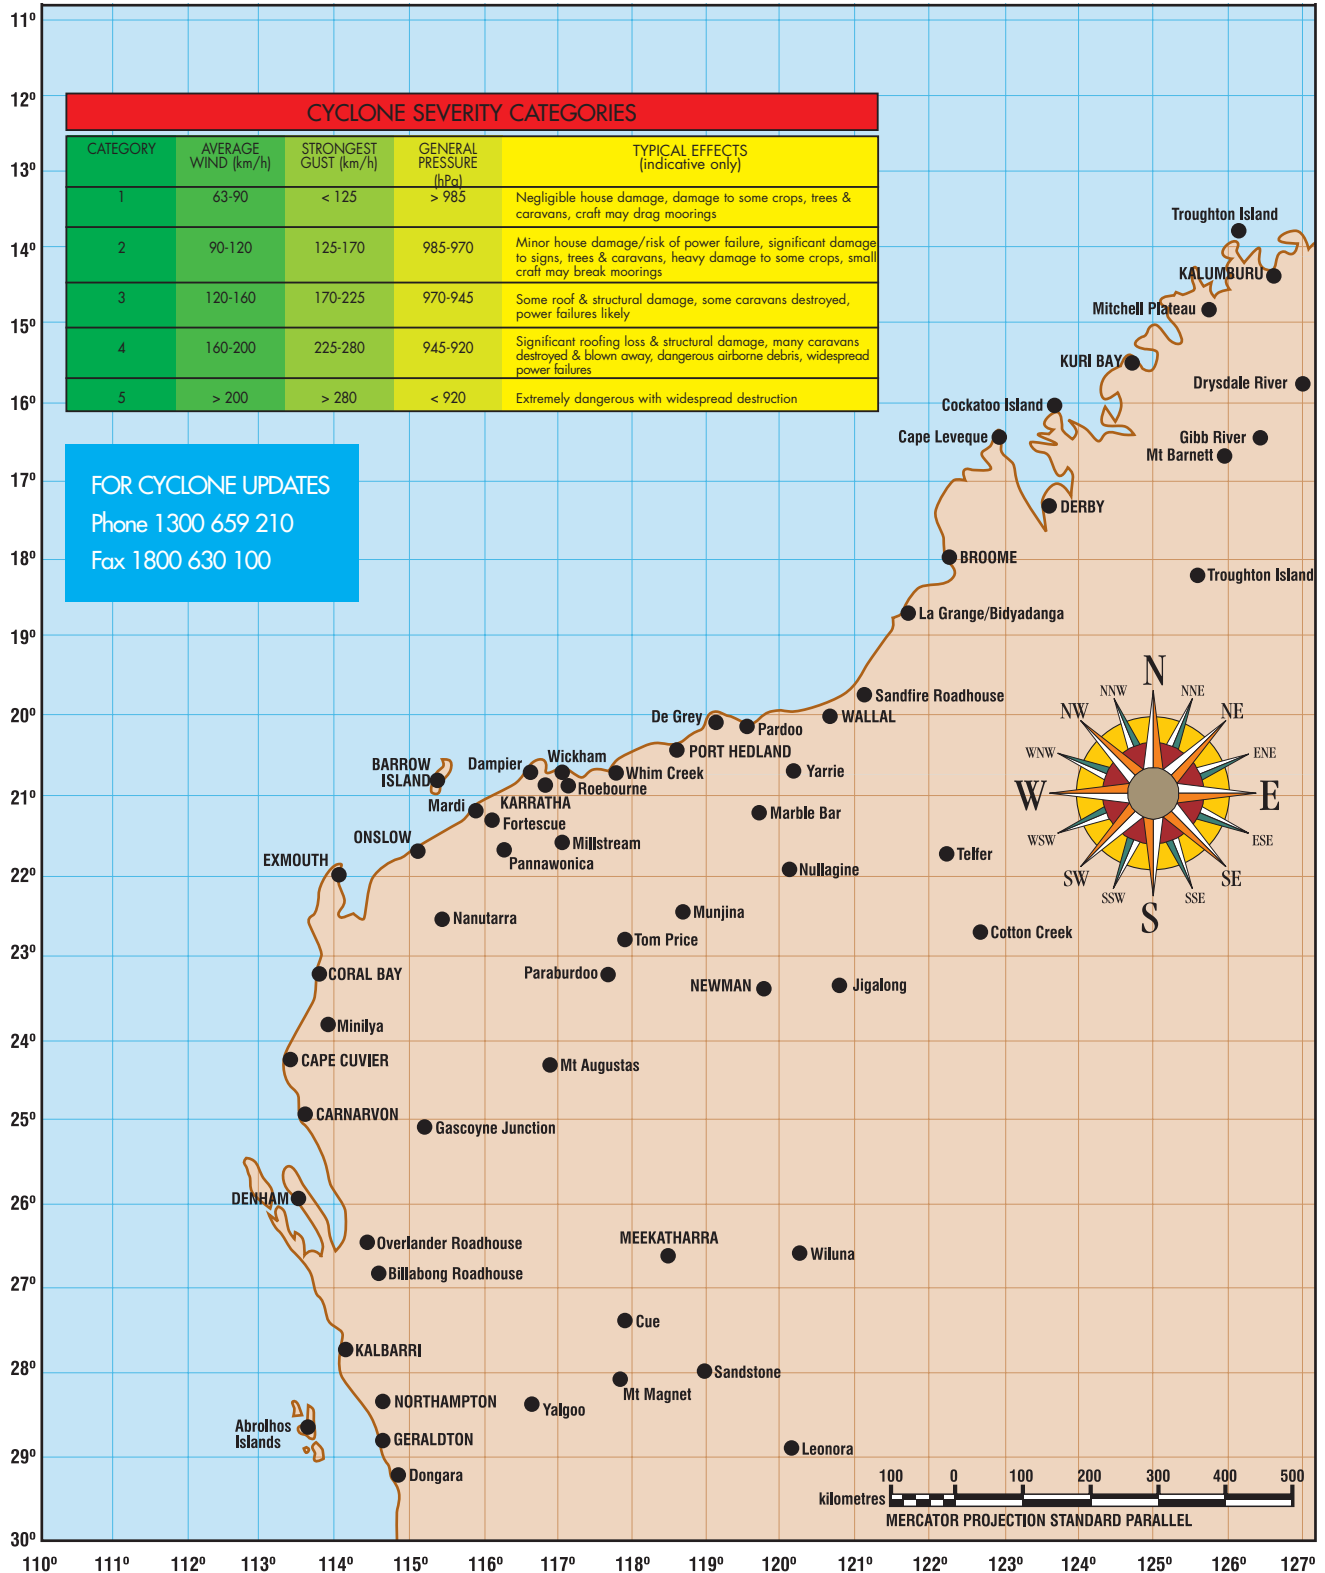 CYCLONE SEVERITY CATEGORIES
CATEGORY
AVERAGE
WIND (km/h)
STRONGEST
GUST (km/h)
GENERAL
PRESSURE
(hPa)
TYPICAL EFFECTS
(indicative only)
1
63-90
< 125
> 985
Negligible house damage, damage to some crops, trees &
caravans, craft may drag moorings
2
90-120
125-170
985-970
Minor house damage/risk of power failure, significant damage
to signs, trees & caravans, heavy damage to some crops, small
craft may break moorings
3
120-160
170-225
970-945
Some roof & structural damage, some caravans destroyed,
power failures likely
4
160-200
225-280
945-920
Significant roofing loss & structural damage, many caravans
destroyed & blown away, dangerous airborne debris, widespread
power failures
5
> 200
> 280
< 920
Extremely dangerous with widespread destruction
FOR CYCLONE UPDATES
Phone 1300 659 210
Fax 1800 630 100
Troughton Island
KALUMBURU
Mitchell Plateau
KURI BAY
Drysdale River
Cockatoo Island
Cape Leveque
Gibb River
Mt Barnett
DERBY
BROOME
Troughton Island
La Grange/Bidyadanga
Sandfire Roadhouse
De Grey
WALLAL
Pardoo
PORT HEDLAND
Wickham
Dampier
BARROW
ISLAND
Whim Creek
Yarrie
Roebourne
KARRATHA
Mardi
Fortescue
Marble Bar
ONSLOW
Millstream
Pannawonica
Telfer
EXMOUTH
Nullagine
Munjina
Nanutarra
Cotton Creek
Tom Price
Paraburdoo
CORAL BAY
NEWMAN
Jigalong
Minilya
CAPE CUVIER
Mt Augustas
CARNARVON
Gascoyne Junction
DENHAM
Overlander Roadhouse
MEEKATHARRA
Wiluna
Billabong Roadhouse
Cue
KALBARRI
Sandstone
Mt Magnet
NORTHAMPTON
Yalgoo
Abrolhos
Islands
GERALDTON
Leonora
Dongara
N
NNE
NE
ENE
E
ESE
SE
SSE
S
SSW
SW
WSW
W
WNW
NW
NNW
100 0 100 200 300 400 500
kilometres
MERCATOR PROJECTION STANDARD PARALLEL
11º
12º
13º
14º
15º
16º
17º
18º
19º
20º
21º
22º
23º
24º
25º
26º
27º
28º
29º
30º
110º 111º 112º 113º 114º 115º 116º 117º 118º 119º 120º 121º 122º 123º 124º 125º 126º 127º